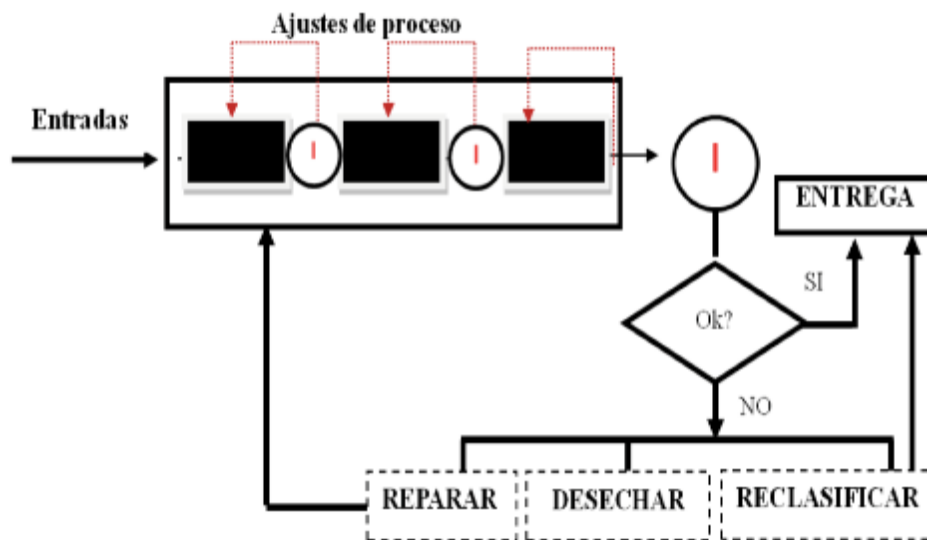 Ajustes de proceso
Entradas
I
I
I
ENTREGA
SI
Ok?
NO
REPARAR
DESECHAR
RECLASIFICAR